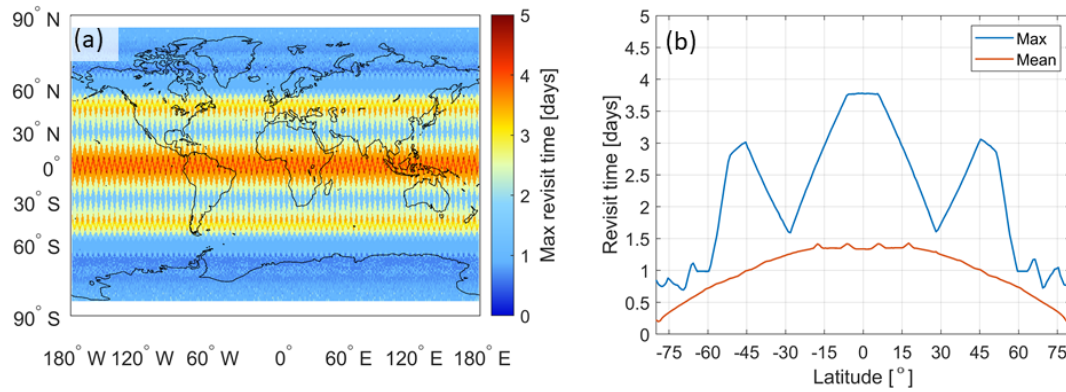 (a)
90° N
60° N
30° N
0°
30° S
60° S
90° S
180° W 120° W 60° W 0° 60° E 120° E 180° E
5
4
3
2
1
0
Max revisit time [days]
(b)
Max
Mean
5
4.5
4
3.5
3
2.5
2
1.5
1
0.5
0
Revisit time [days]
-75 -60 -45 -30 -15 0 15 30 45 60 75
Latitude [°]